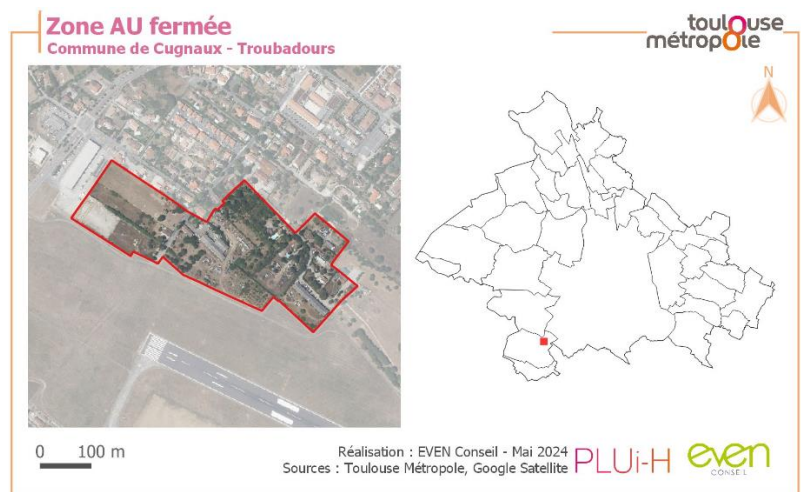 Zone AU fermée
Commune de Cugnaux - Troubadours
toulouse
métropole
N
0 100 m
Réalisation : EVEN Conseil - Mai 2024
Sources : Toulouse Métropole, Google Satellite
PLUi-H
even
CONSEIL